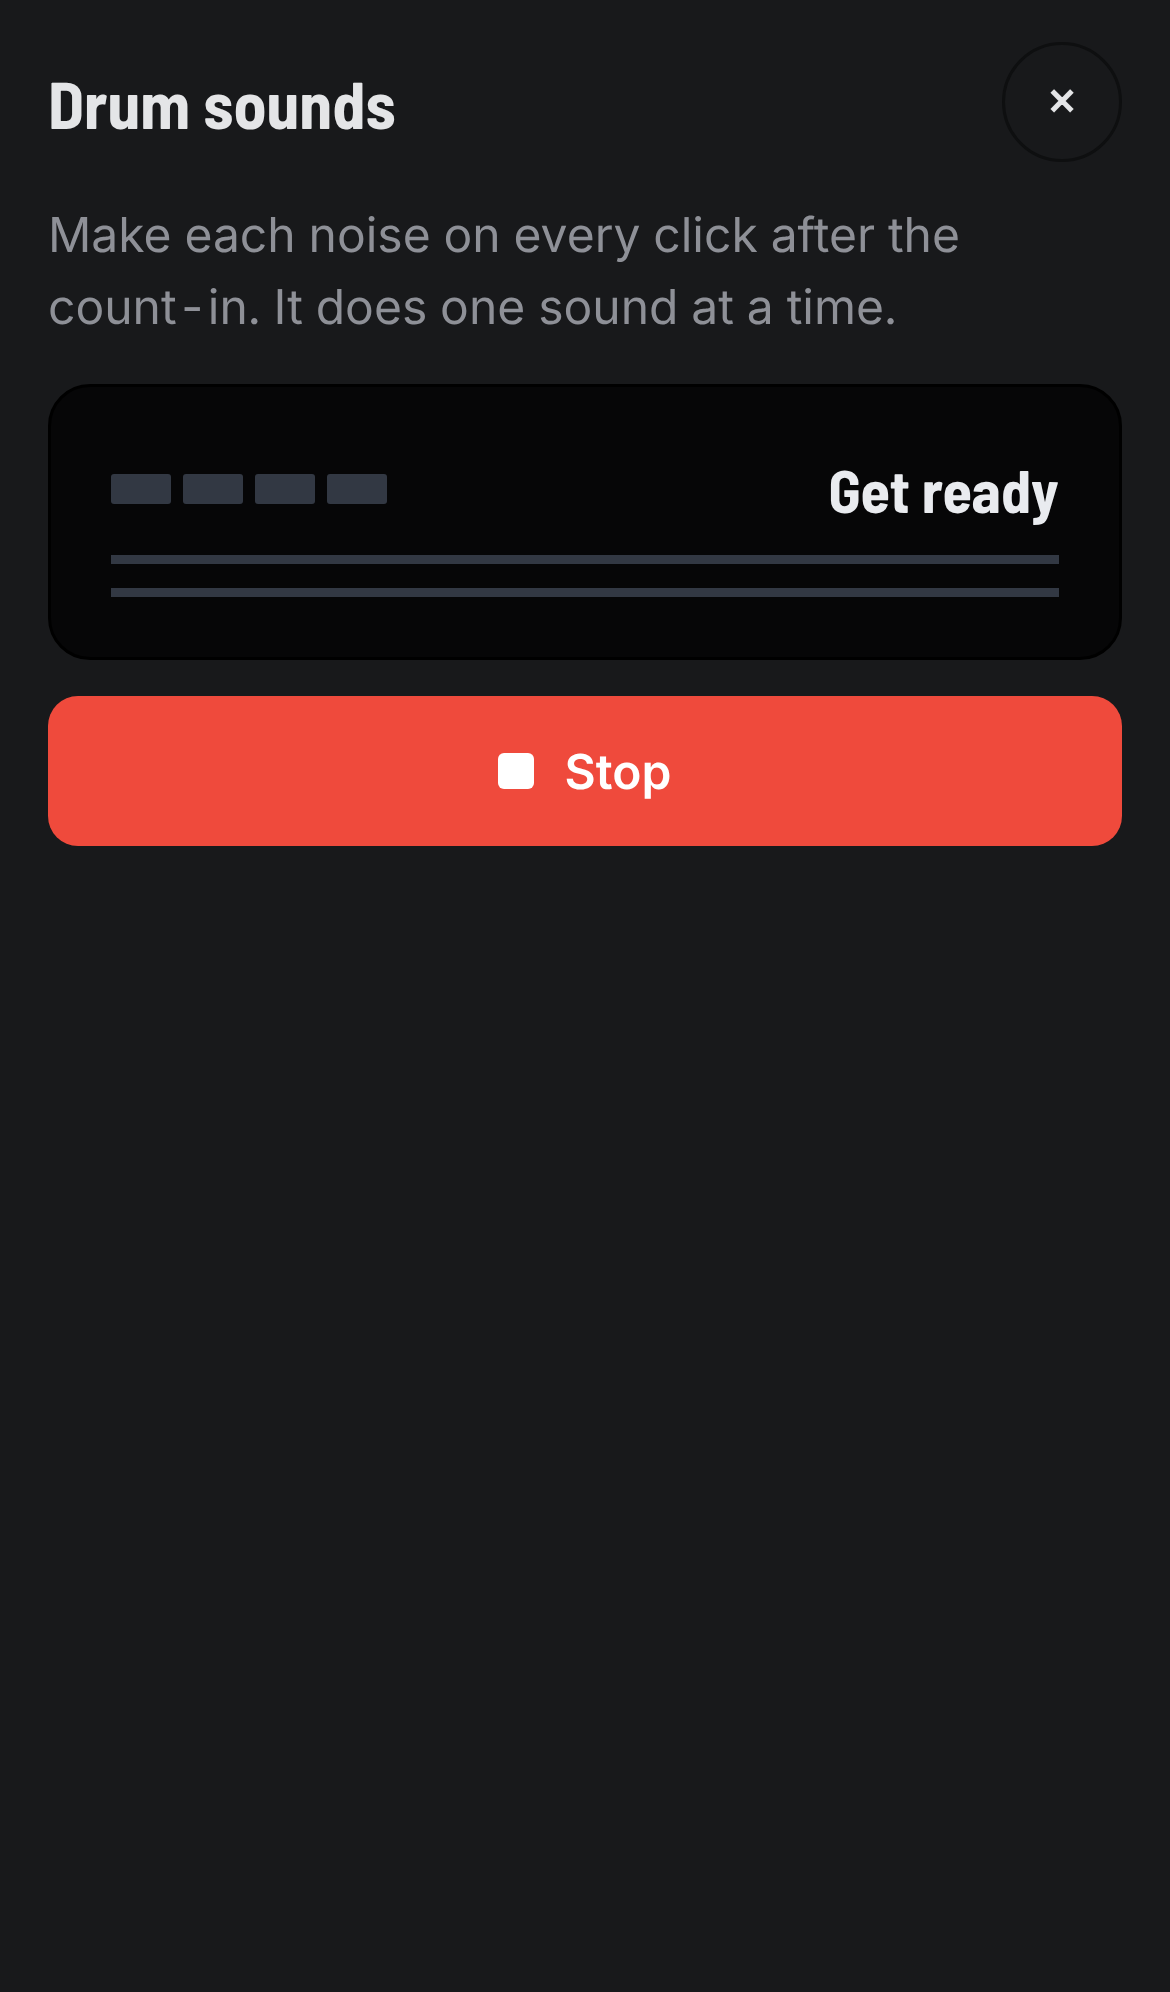 Drum sounds
Make each noise on every click after the
count-in. It does one sound at a time.
Get ready
Stop